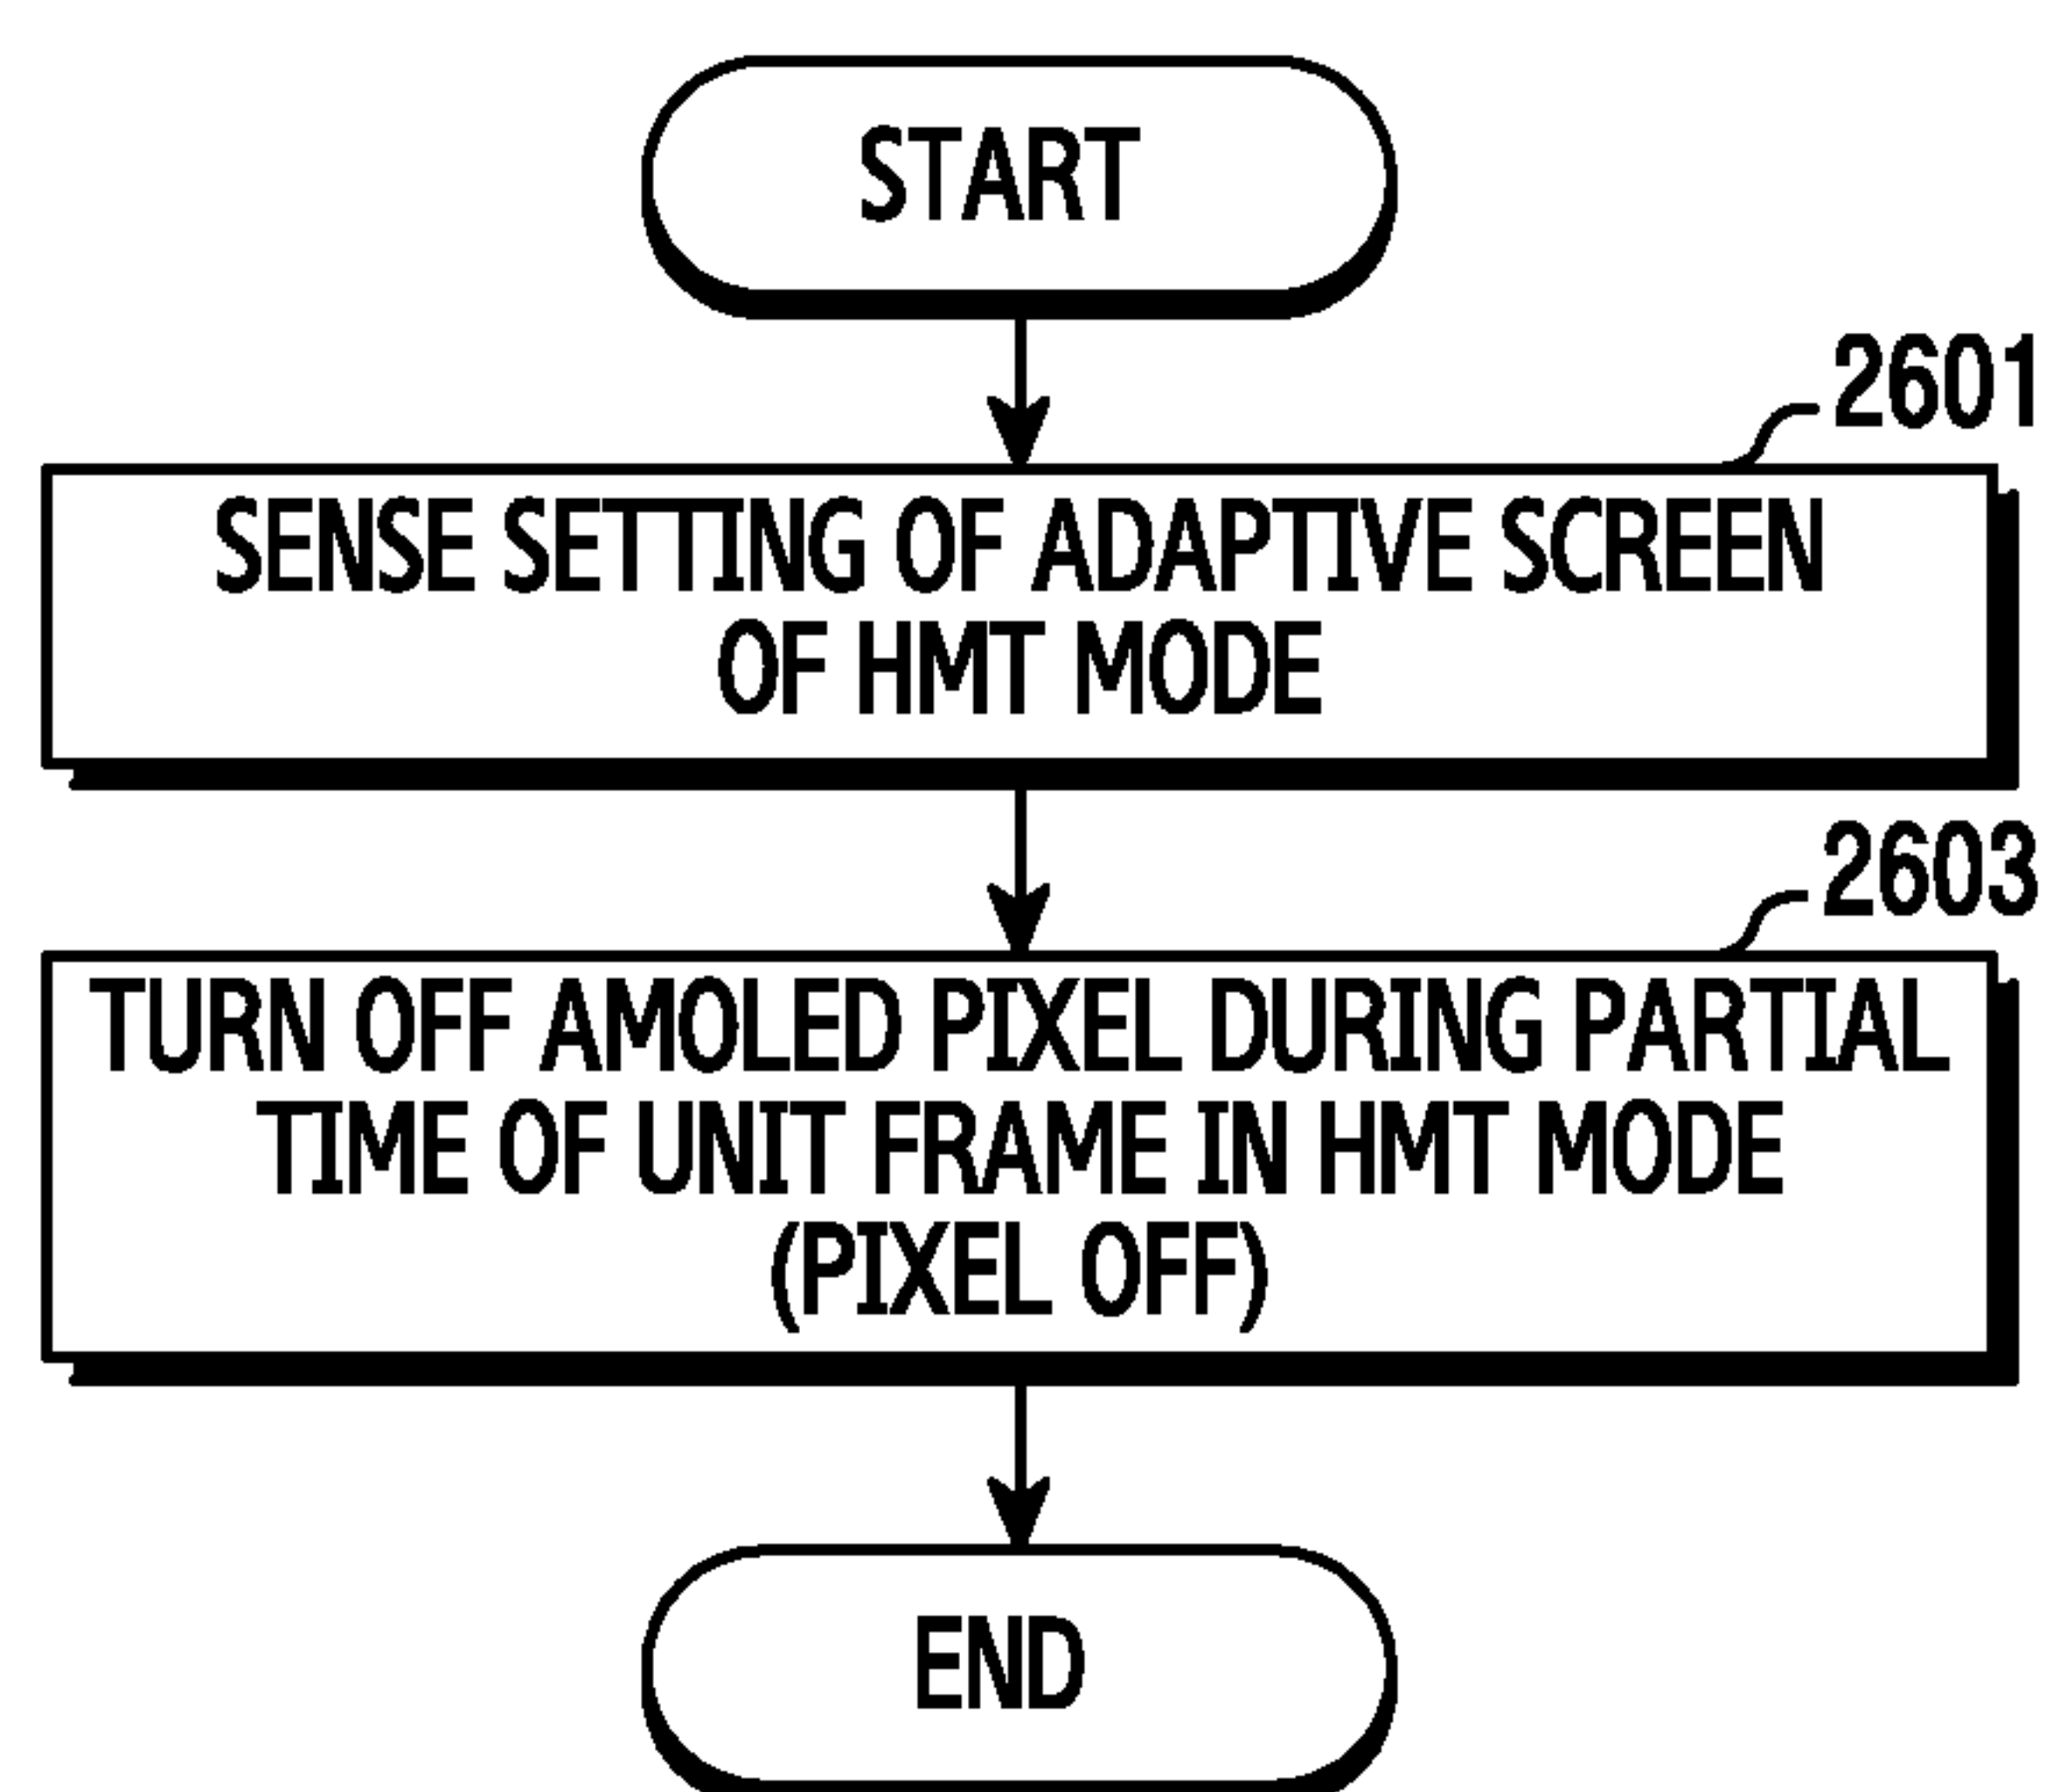 START
2601
SENSE SETTING OF ADAPTIVE SCREEN
OF HMT MODE
2603
TURN OFF AMOLED PIXEL DURING PARTIAL
TIME OF UNIT FRAME IN HMT MODE
(PIXEL OFF)
END